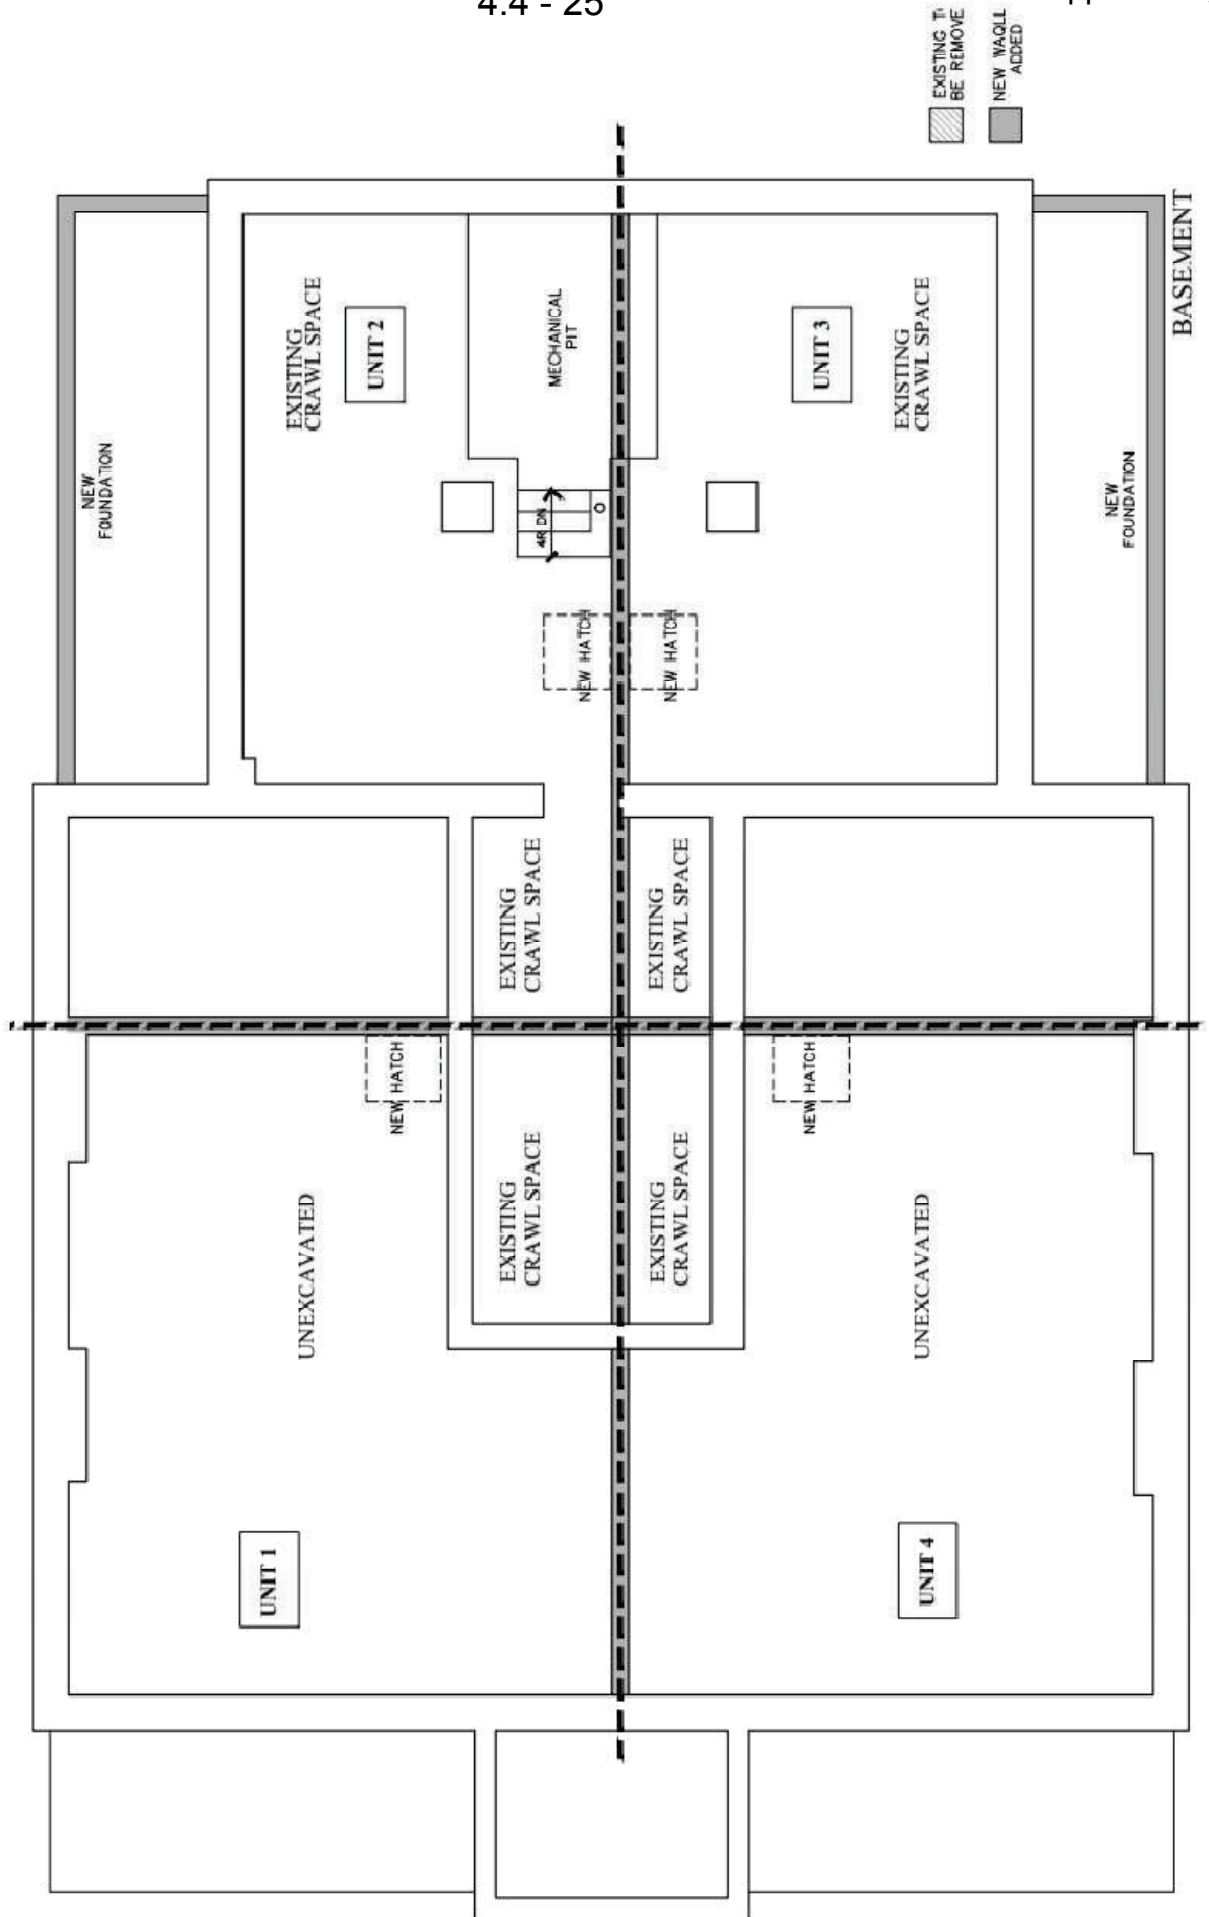 4.4 - 25
EXISTING T
BE REMOVE
NEW WAQLL
ADDED
BASEMENT
NEW
FOUNDATION
EXISTING
CRAWL SPACE
UNIT 2
MECHANICAL
PIT
UNIT 3
EXISTING
CRAWL SPACE
NEW
FOUNDATION
4R DN
NEW HATCH
NEW HATCH
EXISTING
CRAWL SPACE
EXISTING
CRAWL SPACE
NEW HATCH
NEW HATCH
UNEXCAVATED
EXISTING
CRAWL SPACE
EXISTING
CRAWL SPACE
UNEXCAVATED
UNIT 1
UNIT 4